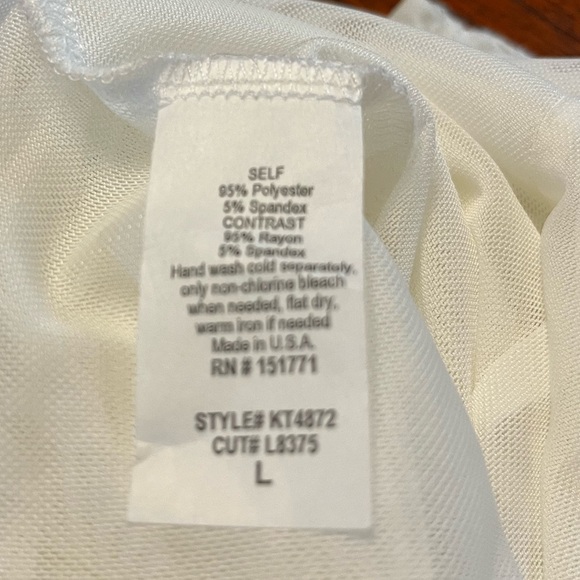 SELF
95% Polyester
5% Spandex
CONTRAST
95% Rayon
5% Spandex
Hand wash cold separately,
only non-chlorine bleach
when needed, flat dry,
warm iron if needed
Made in U.S.A.
RN # 151771
STYLE# KT4872
CUT# L8375
L